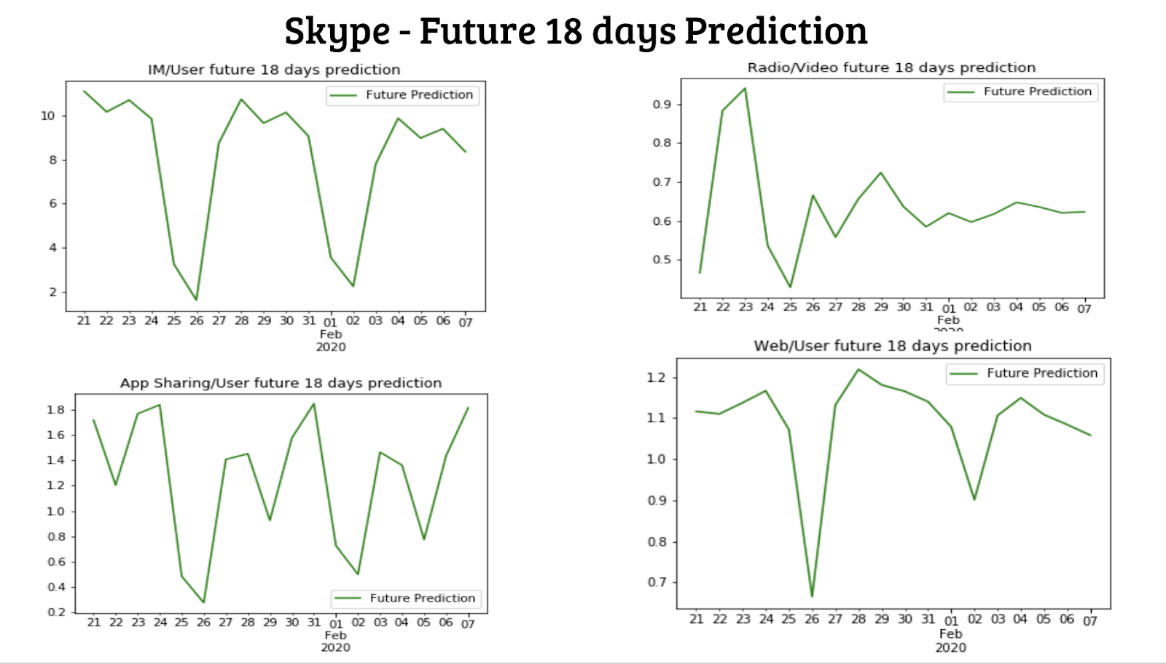 Skype - Future 18 days Prediction
IM/User future 18 days prediction
Future Prediction
10
8
6
4
2
21 22 23 24 25 26 27 28 29 30 31 01 02 03 04 05 06 07
Feb
2020
Radio/Video future 18 days prediction
Future Prediction
0.9
0.8
0.7
0.6
0.5
21 22 23 24 25 26 27 28 29 30 31 01 02 03 04 05 06 07
Feb
App Sharing/User future 18 days prediction
1.8
1.6
1.4
1.2
1.0
0.8
0.6
0.4
0.2
Future Prediction
21 22 23 24 25 26 27 28 29 30 31 01 02 03 04 05 06 07
Feb
2020
Web/User future 18 days prediction
Future Prediction
1.2
1.1
1.0
0.9
0.8
0.7
21 22 23 24 25 26 27 28 29 30 31 01 02 03 04 05 06 07
Feb
2020